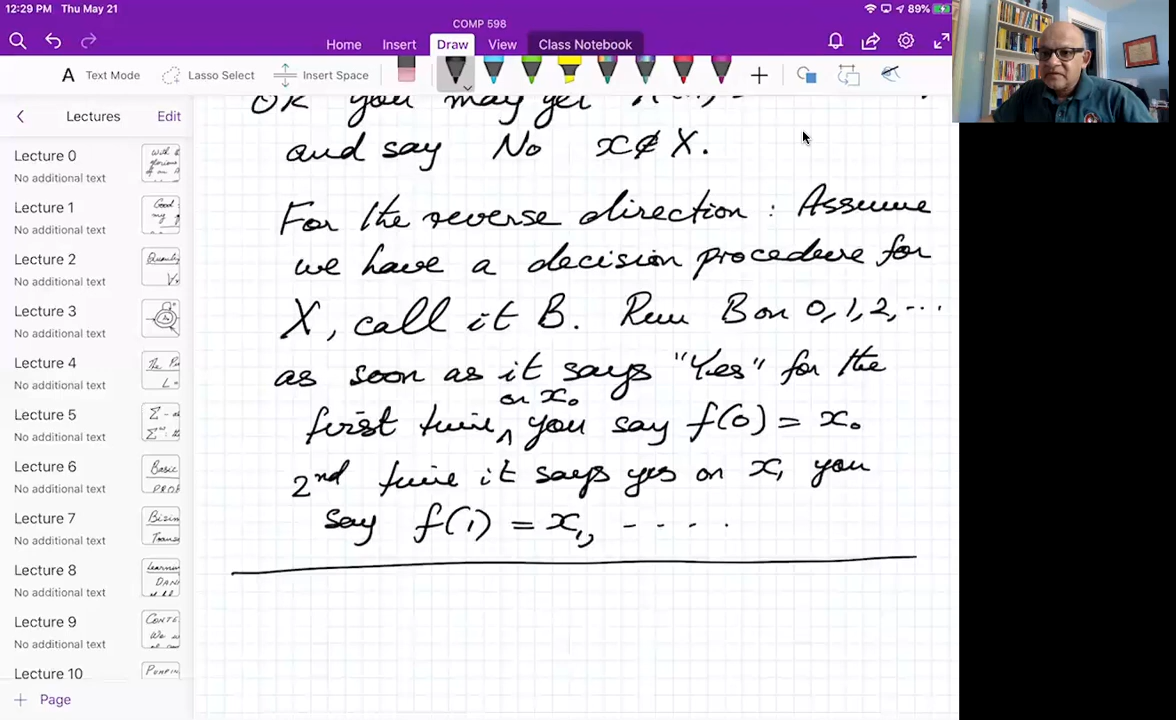 12:29 PM Thu May 21
89%
COMP 598
Home Insert Draw View Class Notebook
A Text Mode Lasso Select Insert Space
Lectures Edit
Lecture 0
No additional text
Lecture 1
No additional text
Lecture 2
No additional text
Lecture 3
No additional text
Lecture 4
No additional text
Lecture 5
No additional text
Lecture 6
No additional text
Lecture 7
No additional text
Lecture 8
No additional text
Lecture 9
No additional text
Lecture 10
+ Page
OK you may yet
and say No x∉X.
For the reverse direction : Assume
we have a decision procedure for
X, call it B. Run B on 0,1,2,...
as soon as it says "Yes" for the
on x₀
first time, ^ you say f(0) = x₀
2nd time it says yes on x, you
say f(1) = x₁, - - - -